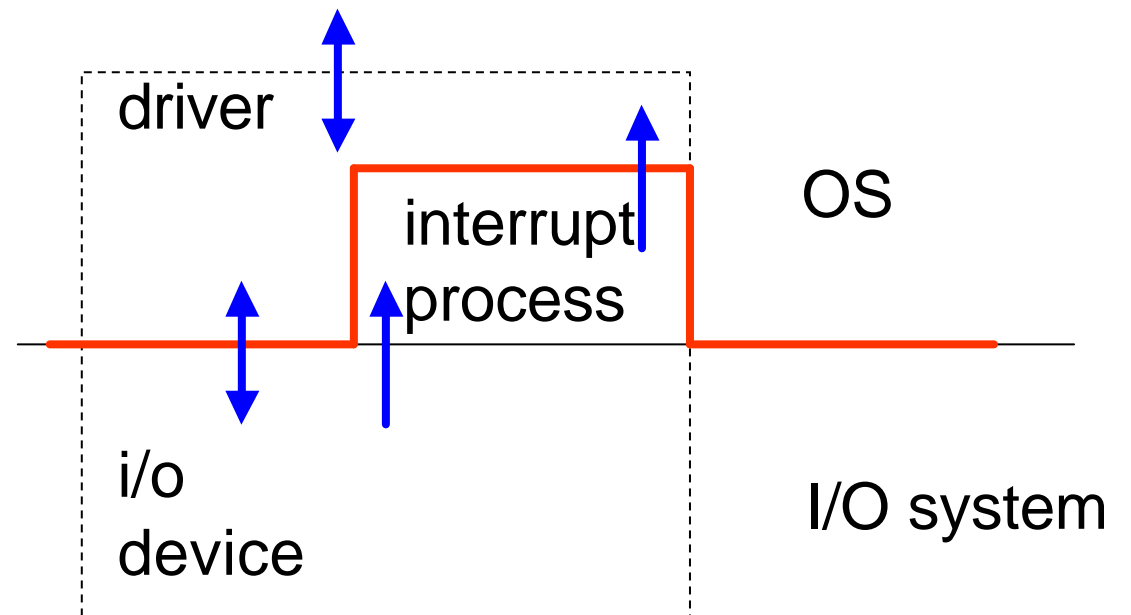 driver
OS
interrupt
process
i/o
device
I/O system